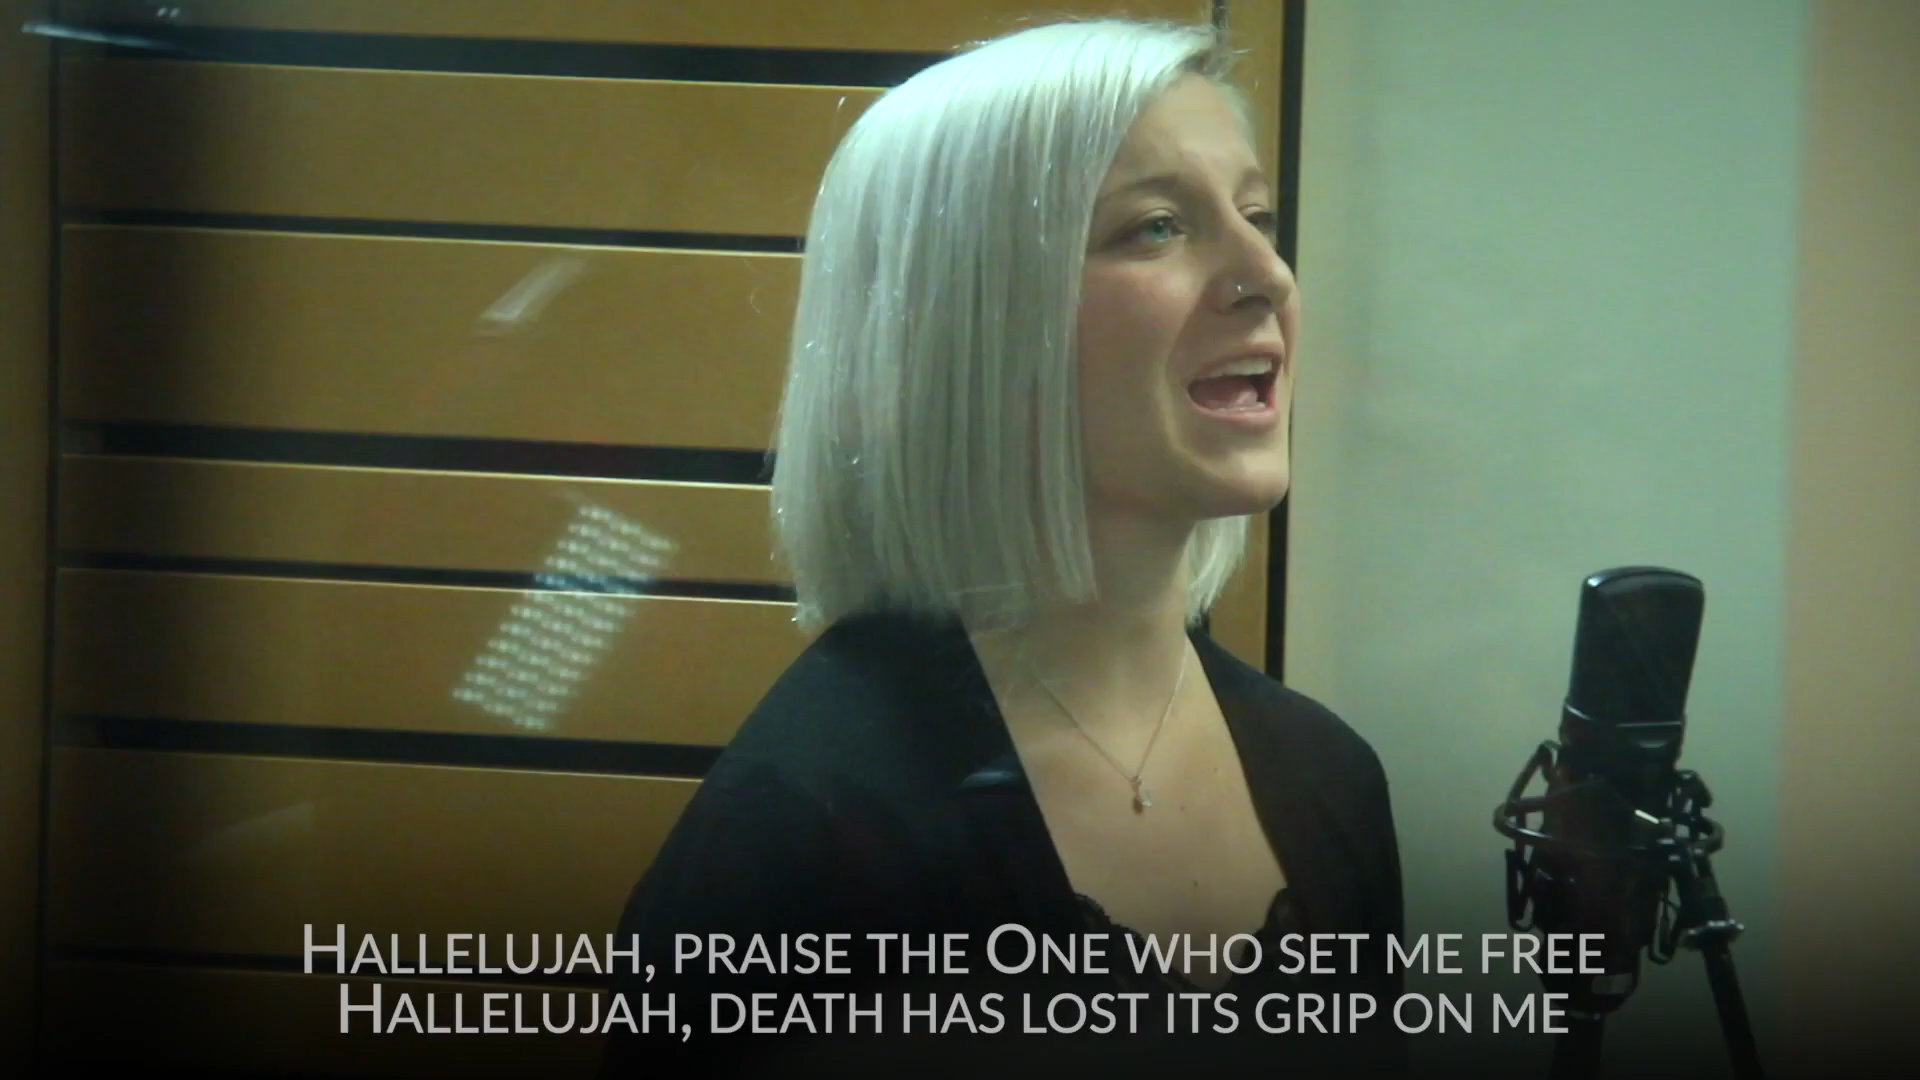 Hallelujah, praise the One who set me free
Hallelujah, death has lost its grip on me